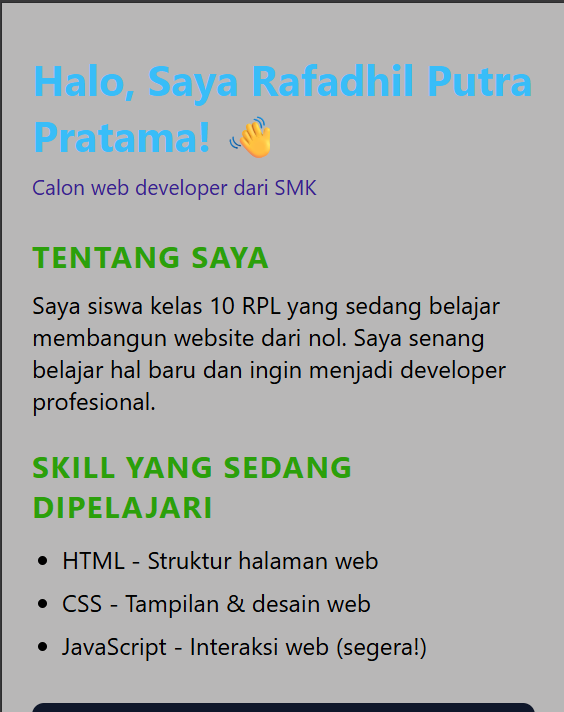 Halo, Saya Rafadhil Putra
Pratama! 👋
Calon web developer dari SMK
TENTANG SAYA
Saya siswa kelas 10 RPL yang sedang belajar
membangun website dari nol. Saya senang
belajar hal baru dan ingin menjadi developer
profesional.
SKILL YANG SEDANG
DIPELAJARI
• HTML - Struktur halaman web
• CSS - Tampilan & desain web
• JavaScript - Interaksi web (segera!)